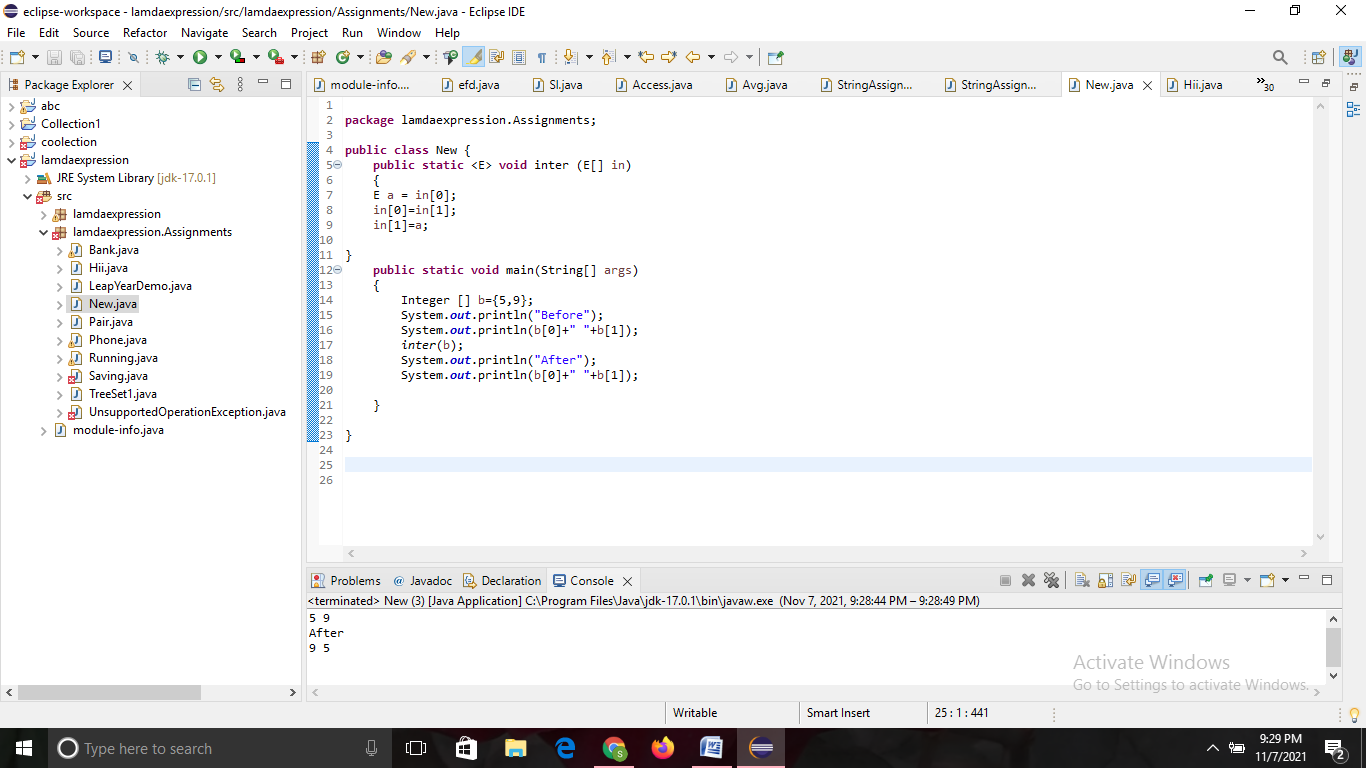 eclipse-workspace - lamdaexpression/src/lamdaexpression/Assignments/New.java - Eclipse IDE
File Edit Source Refactor Navigate Search Project Run Window Help
Package Explorer
abc
Collection1
coolection
lamdaexpression
JRE System Library [jdk-17.0.1]
src
lamdaexpression
lamdaexpression.Assignments
Bank.java
Hii.java
LeapYearDemo.java
New.java
Pair.java
Phone.java
Running.java
Saving.java
TreeSet1.java
UnsupportedOperationException.java
module-info.java
module-info.... efd.java SI.java Access.java Avg.java StringAssign... StringAssign... New.java Hii.java 30
1
2 package lamdaexpression.Assignments;
3
4 public class New {
5 public static <E> void inter (E[] in)
6 {
7 E a = in[0];
8 in[0]=in[1];
9 in[1]=a;
10
11 }
12 public static void main(String[] args)
13 {
14 Integer [] b={5,9};
15 System.out.println("Before");
16 System.out.println(b[0]+" "+b[1]);
17 inter(b);
18 System.out.println("After");
19 System.out.println(b[0]+" "+b[1]);
20
21 }
22
23 }
24
25
26
Problems Javadoc Declaration Console
<terminated> New (3) [Java Application] C:\Program Files\Java\jdk-17.0.1\bin\javaw.exe (Nov 7, 2021, 9:28:44 PM – 9:28:49 PM)
5 9
After
9 5
Activate Windows
Go to Settings to activate Windows.
Writable Smart Insert 25 : 1 : 441
Type here to search
9:29 PM
11/7/2021
2